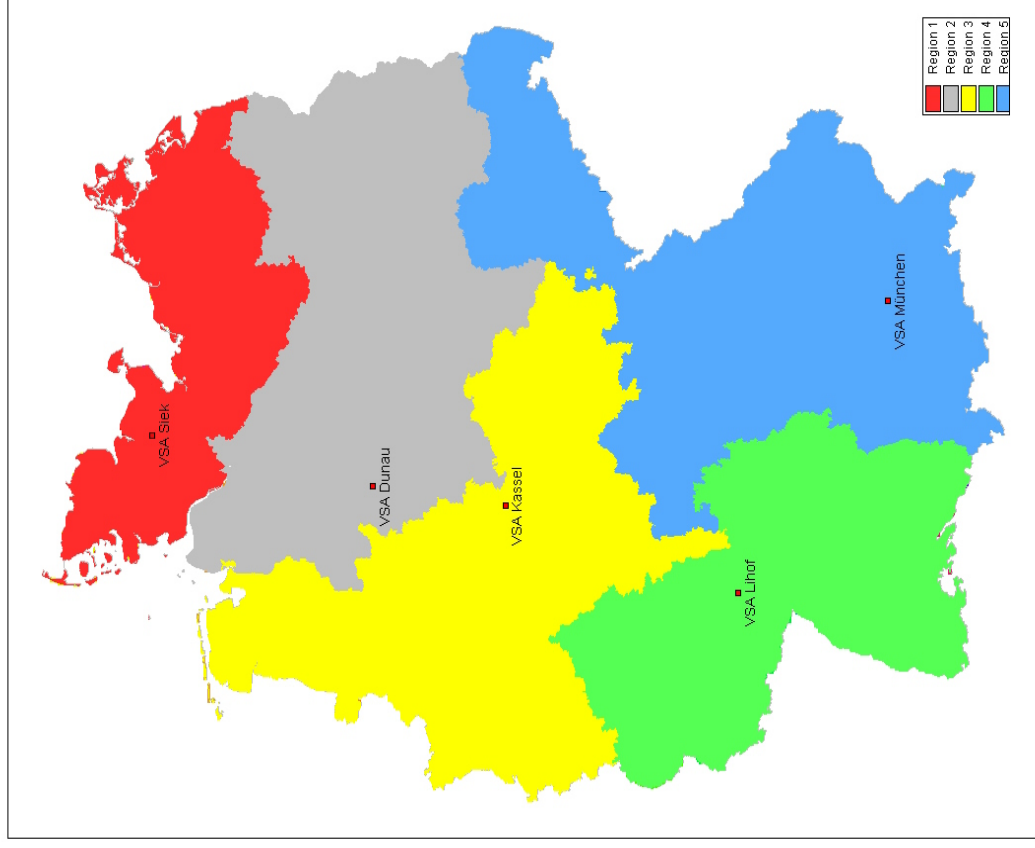 VSA Siek
VSA Dunau
VSA Kassel
VSA Lihof
VSA München
Region 1
Region 2
Region 3
Region 4
Region 5